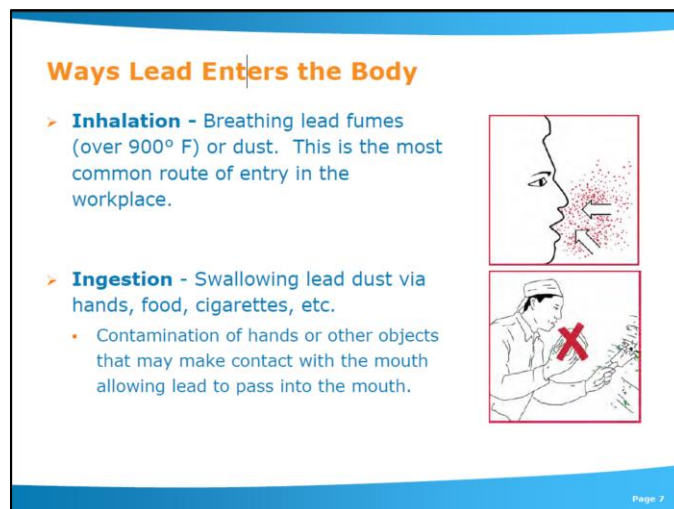 Ways Lead Enters the Body
➢ Inhalation - Breathing lead fumes
(over 900° F) or dust.  This is the most
common route of entry in the
workplace.
➢ Ingestion - Swallowing lead dust via
hands, food, cigarettes, etc.
▪ Contamination of hands or other objects
that may make contact with the mouth
allowing lead to pass into the mouth.
Page 7